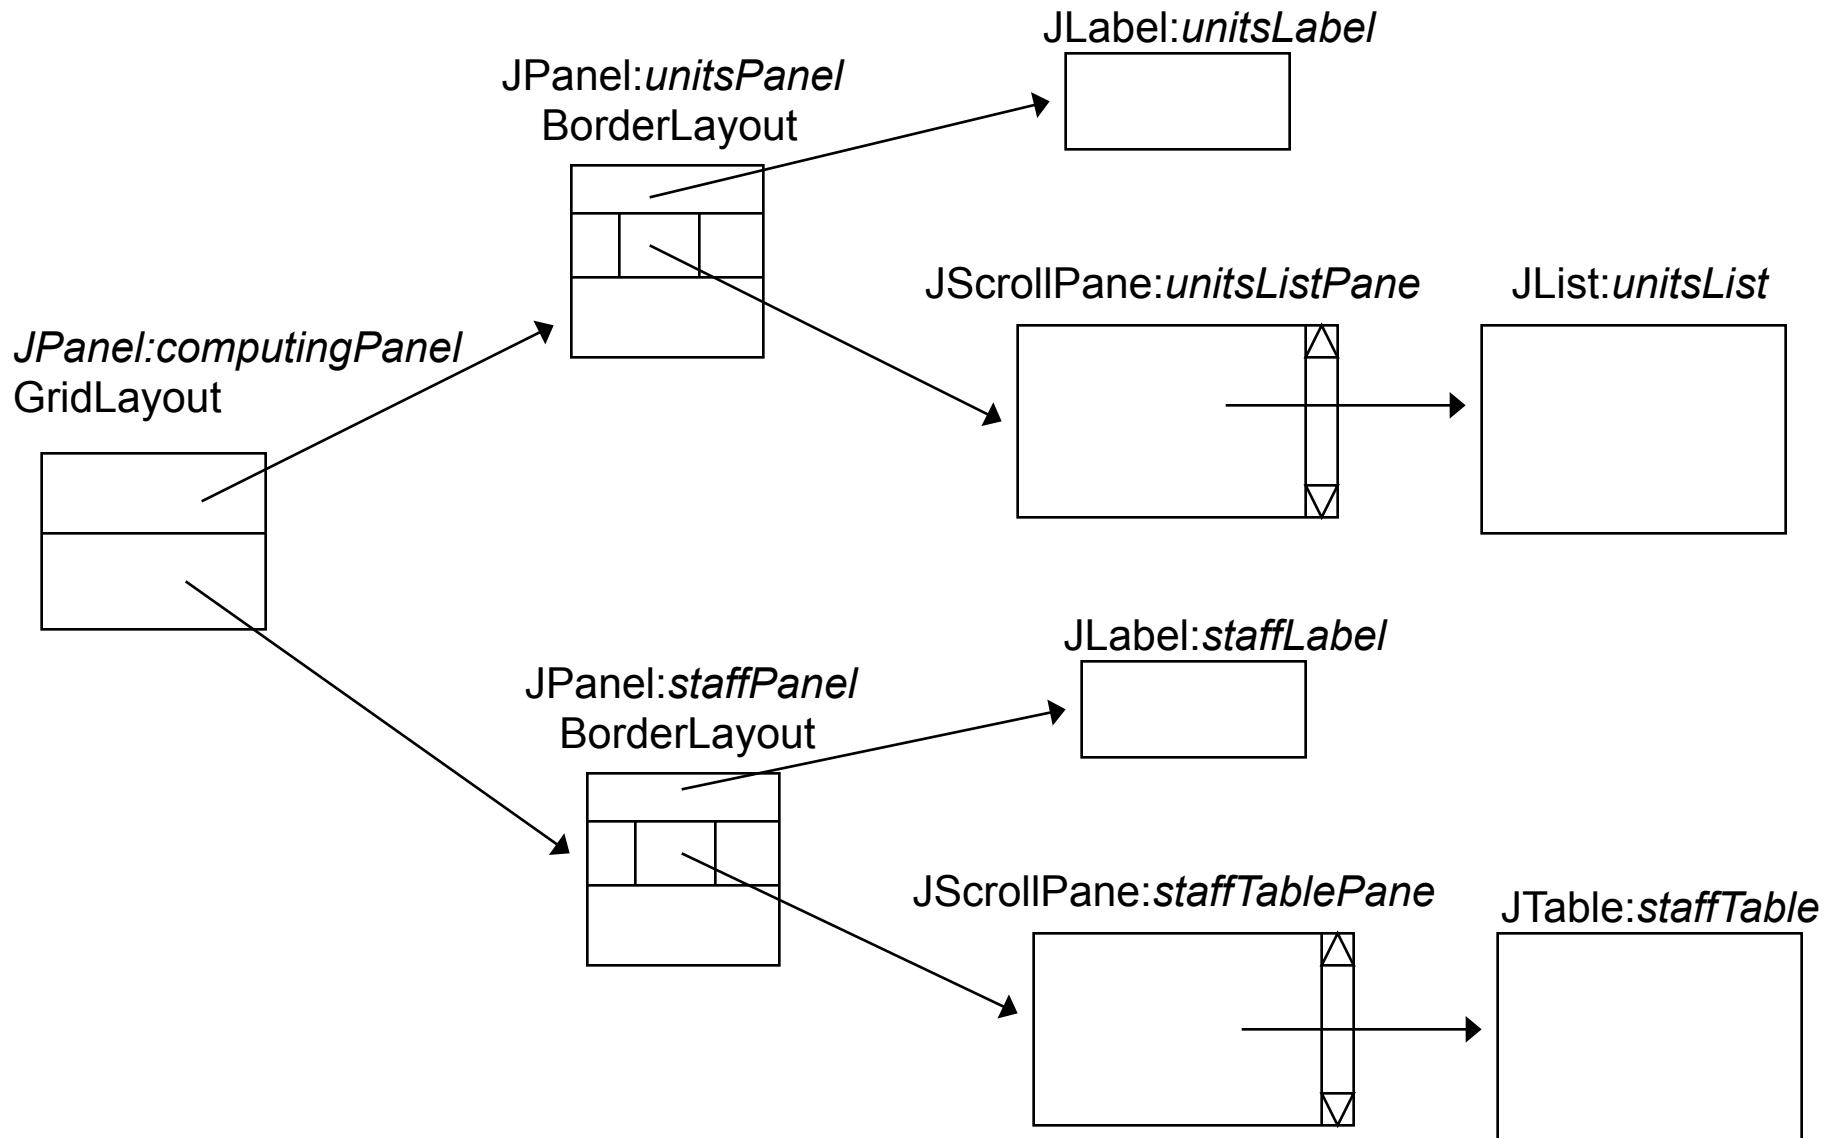 JLabel:unitsLabel
JPanel:unitsPanel
BorderLayout
JScrollPane:unitsListPane
JList:unitsList
JPanel:computingPanel
GridLayout
JLabel:staffLabel
JPanel:staffPanel
BorderLayout
JScrollPane:staffTablePane
JTable:staffTable